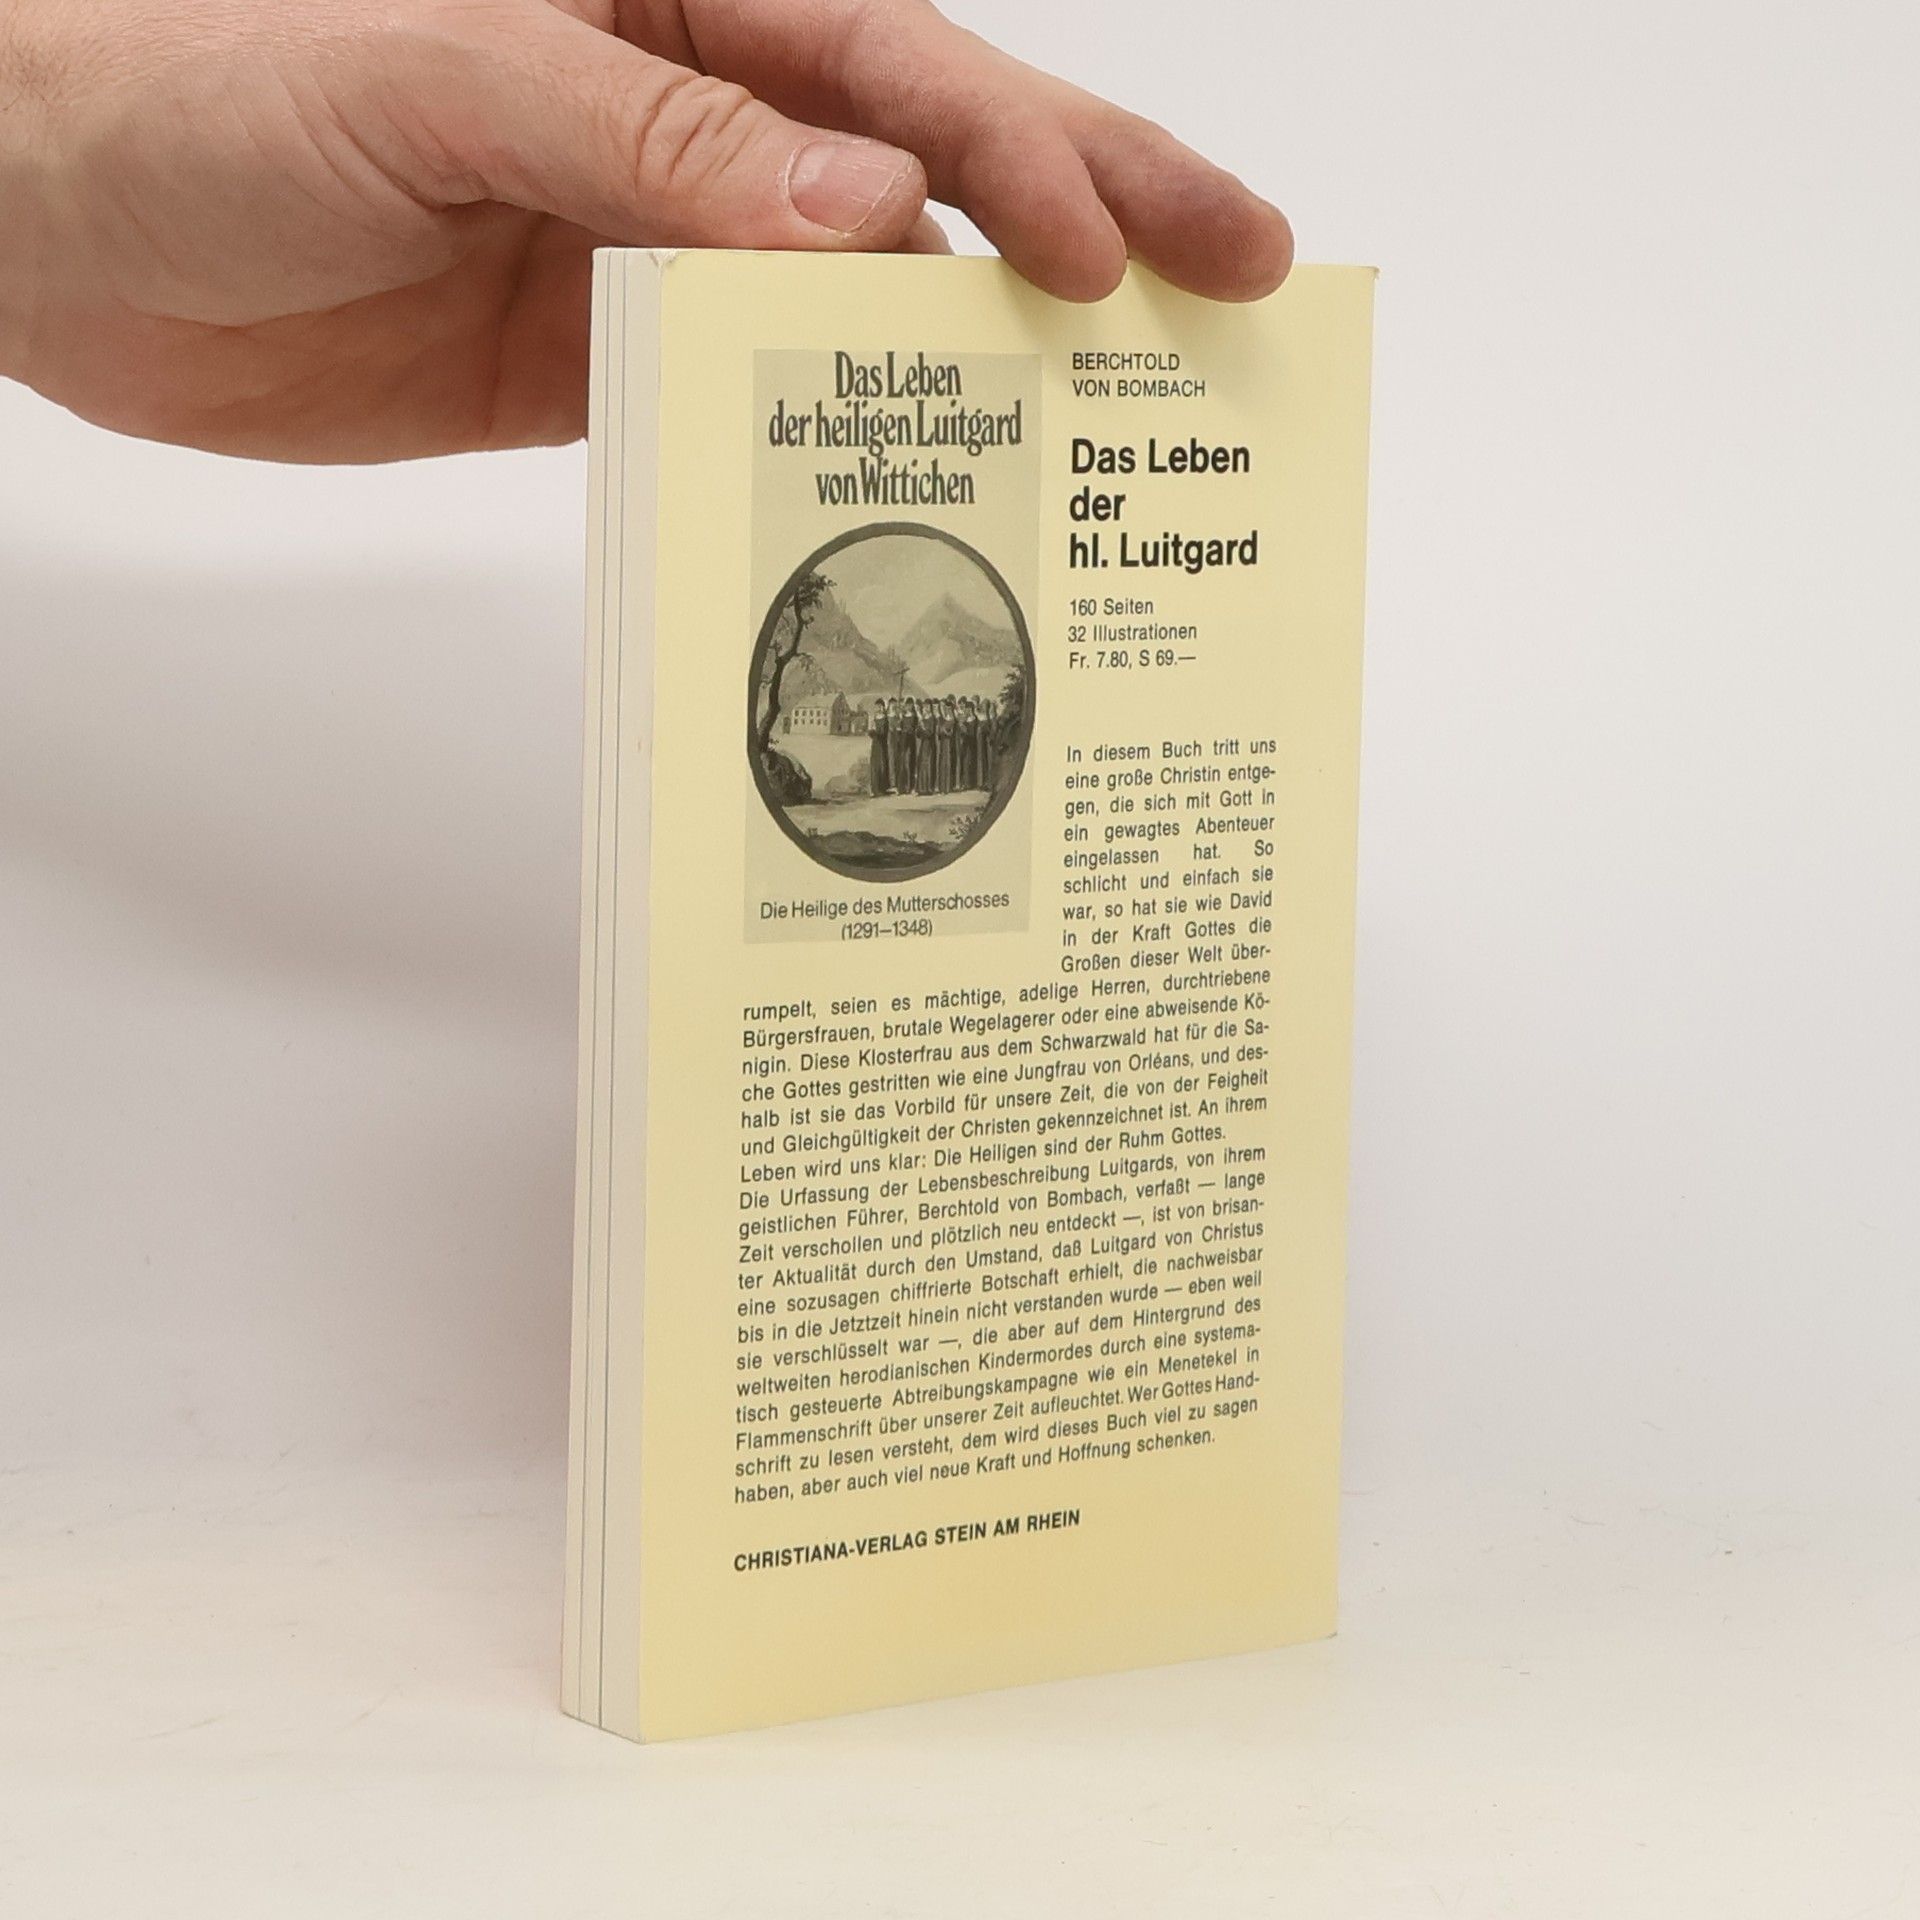 Das Leben
der heiligen Luitgard
von Wittichen
Die Heilige des Mutterschosses
(1291–1348)
BERCHTOLD
VON BOMBACH
Das Leben
der
hl. Luitgard
160 Seiten
32 Illustrationen
Fr. 7.80, S 69.—
In diesem Buch tritt uns
eine große Christin entge-
gen, die sich mit Gott in
ein gewagtes Abenteuer
eingelassen hat. So
schlicht und einfach sie
war, so hat sie wie David
in der Kraft Gottes die
Großen dieser Welt über-
rumpelt, seien es mächtige, adelige Herren, durchtriebene
Bürgersfrauen, brutale Wegelagerer oder eine abweisende Kö-
nigin. Diese Klosterfrau aus dem Schwarzwald hat für die Sa-
che Gottes gestritten wie eine Jungfrau von Orléans, und des-
halb ist sie das Vorbild für unsere Zeit, die von der Feigheit
und Gleichgültigkeit der Christen gekennzeichnet ist. An ihrem
Leben wird uns klar: Die Heiligen sind der Ruhm Gottes.
Die Urfassung der Lebensbeschreibung Luitgards, von ihrem
geistlichen Führer, Berchtold von Bombach, verfaßt — lange
Zeit verschollen und plötzlich neu entdeckt —, ist von brisan-
ter Aktualität durch den Umstand, daß Luitgard von Christus
eine sozusagen chiffrierte Botschaft erhielt, die nachweisbar
bis in die Jetztzeit hinein nicht verstanden wurde — eben weil
sie verschlüsselt war —, die aber auf dem Hintergrund des
weltweiten herodianischen Kindermordes durch eine systema-
tisch gesteuerte Abtreibungskampagne wie ein Menetekel in
Flammenschrift über unserer Zeit aufleuchtet. Wer Gottes Hand-
schrift zu lesen versteht, dem wird dieses Buch viel zu sagen
haben, aber auch viel neue Kraft und Hoffnung schenken.
CHRISTIANA-VERLAG STEIN AM RHEIN